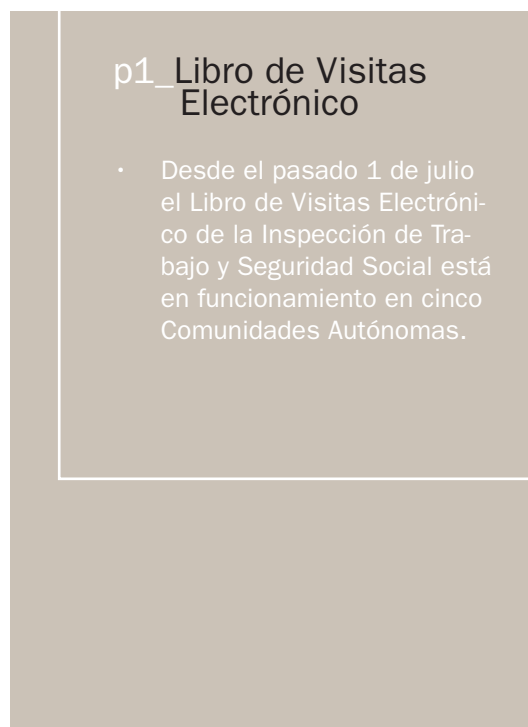 p1_Libro de Visitas
Electrónico
· Desde el pasado 1 de julio
el Libro de Visitas Electróni-
co de la Inspección de Tra-
bajo y Seguridad Social está
en funcionamiento en cinco
Comunidades Autónomas.